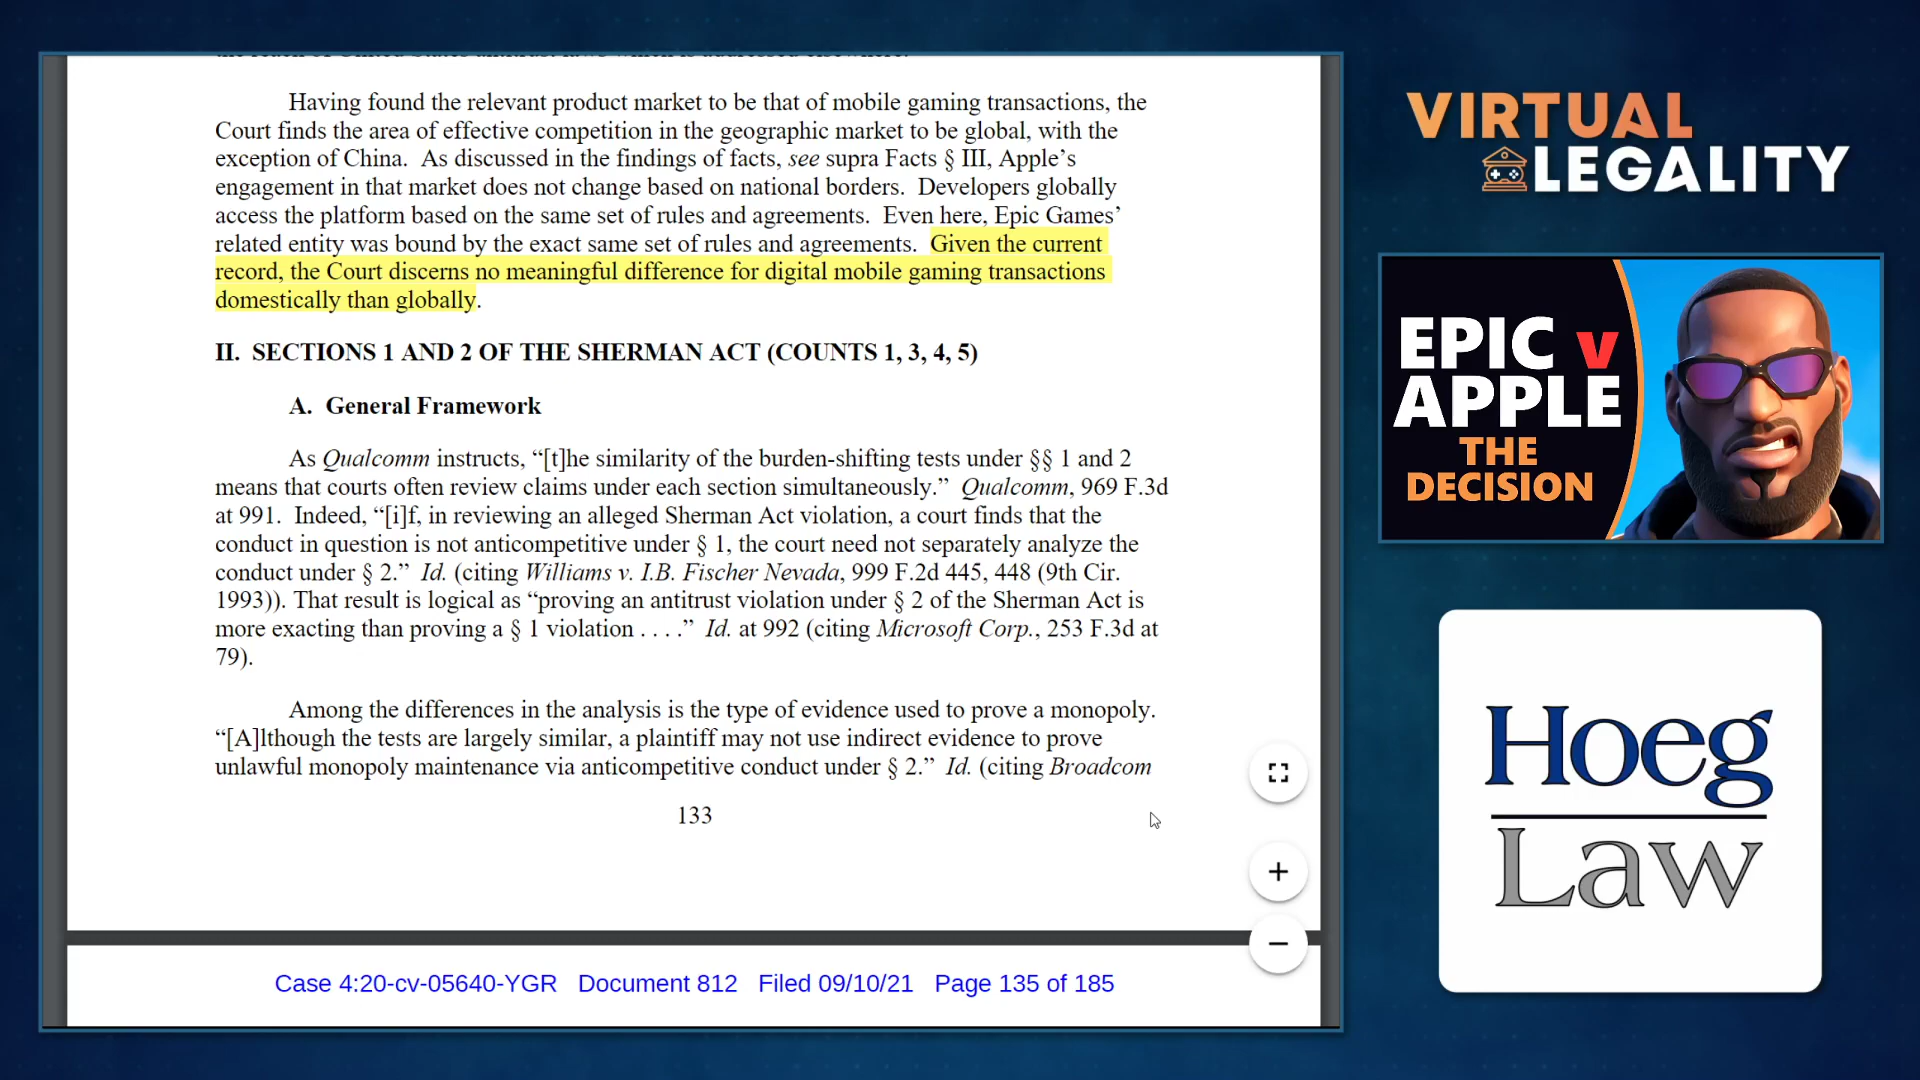 the reach of United States antitrust laws which is addressed elsewhere.
Having found the relevant product market to be that of mobile gaming transactions, the
Court finds the area of effective competition in the geographic market to be global, with the
exception of China.  As discussed in the findings of facts, see supra Facts § III, Apple’s
engagement in that market does not change based on national borders.  Developers globally
access the platform based on the same set of rules and agreements.  Even here, Epic Games’
related entity was bound by the exact same set of rules and agreements.  Given the current
record, the Court discerns no meaningful difference for digital mobile gaming transactions
domestically than globally.
II.  SECTIONS 1 AND 2 OF THE SHERMAN ACT (COUNTS 1, 3, 4, 5)
A.  General Framework
As Qualcomm instructs, “[t]he similarity of the burden-shifting tests under §§ 1 and 2
means that courts often review claims under each section simultaneously.”  Qualcomm, 969 F.3d
at 991.  Indeed, “[i]f, in reviewing an alleged Sherman Act violation, a court finds that the
conduct in question is not anticompetitive under § 1, the court need not separately analyze the
conduct under § 2.”  Id. (citing Williams v. I.B. Fischer Nevada, 999 F.2d 445, 448 (9th Cir.
1993)). That result is logical as “proving an antitrust violation under § 2 of the Sherman Act is
more exacting than proving a § 1 violation . . . .”  Id. at 992 (citing Microsoft Corp., 253 F.3d at
79).
Among the differences in the analysis is the type of evidence used to prove a monopoly.
“[A]lthough the tests are largely similar, a plaintiff may not use indirect evidence to prove
unlawful monopoly maintenance via anticompetitive conduct under § 2.”  Id. (citing Broadcom
133
Case 4:20-cv-05640-YGR   Document 812   Filed 09/10/21   Page 135 of 185
VIRTUAL
LEGALITY
EPIC v
APPLE
THE
DECISION
Hoeg
Law